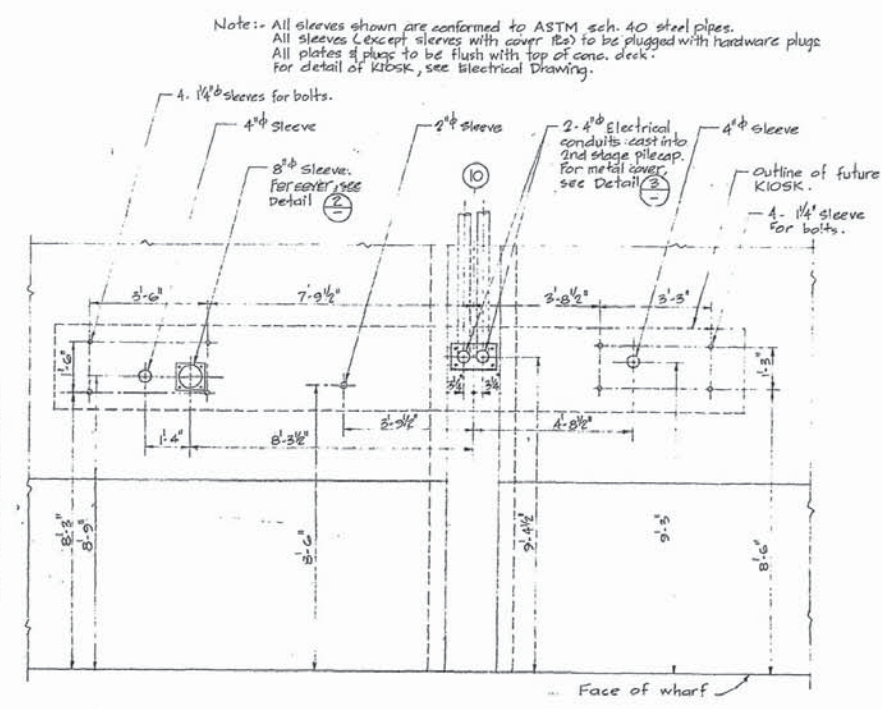 Note:- All sleeves shown are conformed to ASTM sch. 40 steel pipes.
All sleeves (except sleeves with cover PLs) to be plugged with hardware plugs
All plates & plugs to be flush with top of conc. deck.
For detail of KIOSK, see Electrical Drawing.
4- 1¼"φ sleeves for bolts.
4"φ Sleeve
8"φ Sleeve.
For cover, see
Detail 2
-
2"φ Sleeve
10
2-4"φ Electrical
conduits cast into
2nd stage pilecap.
For metal cover,
see Detail 3
-
4"φ Sleeve
Outline of future
KIOSK.
4- 1¼" Sleeve
For bolts.
3'-6"
7'-9½"
3'-8½"
3'-3"
1'-6"
1'-3"
3¼"
3¼"
1'-4"
8'-3½"
3'-9½"
4'-8½"
8'-3"
8'-9"
8'-6"
9'-4½"
9'-3"
8'-6"
Face of wharf